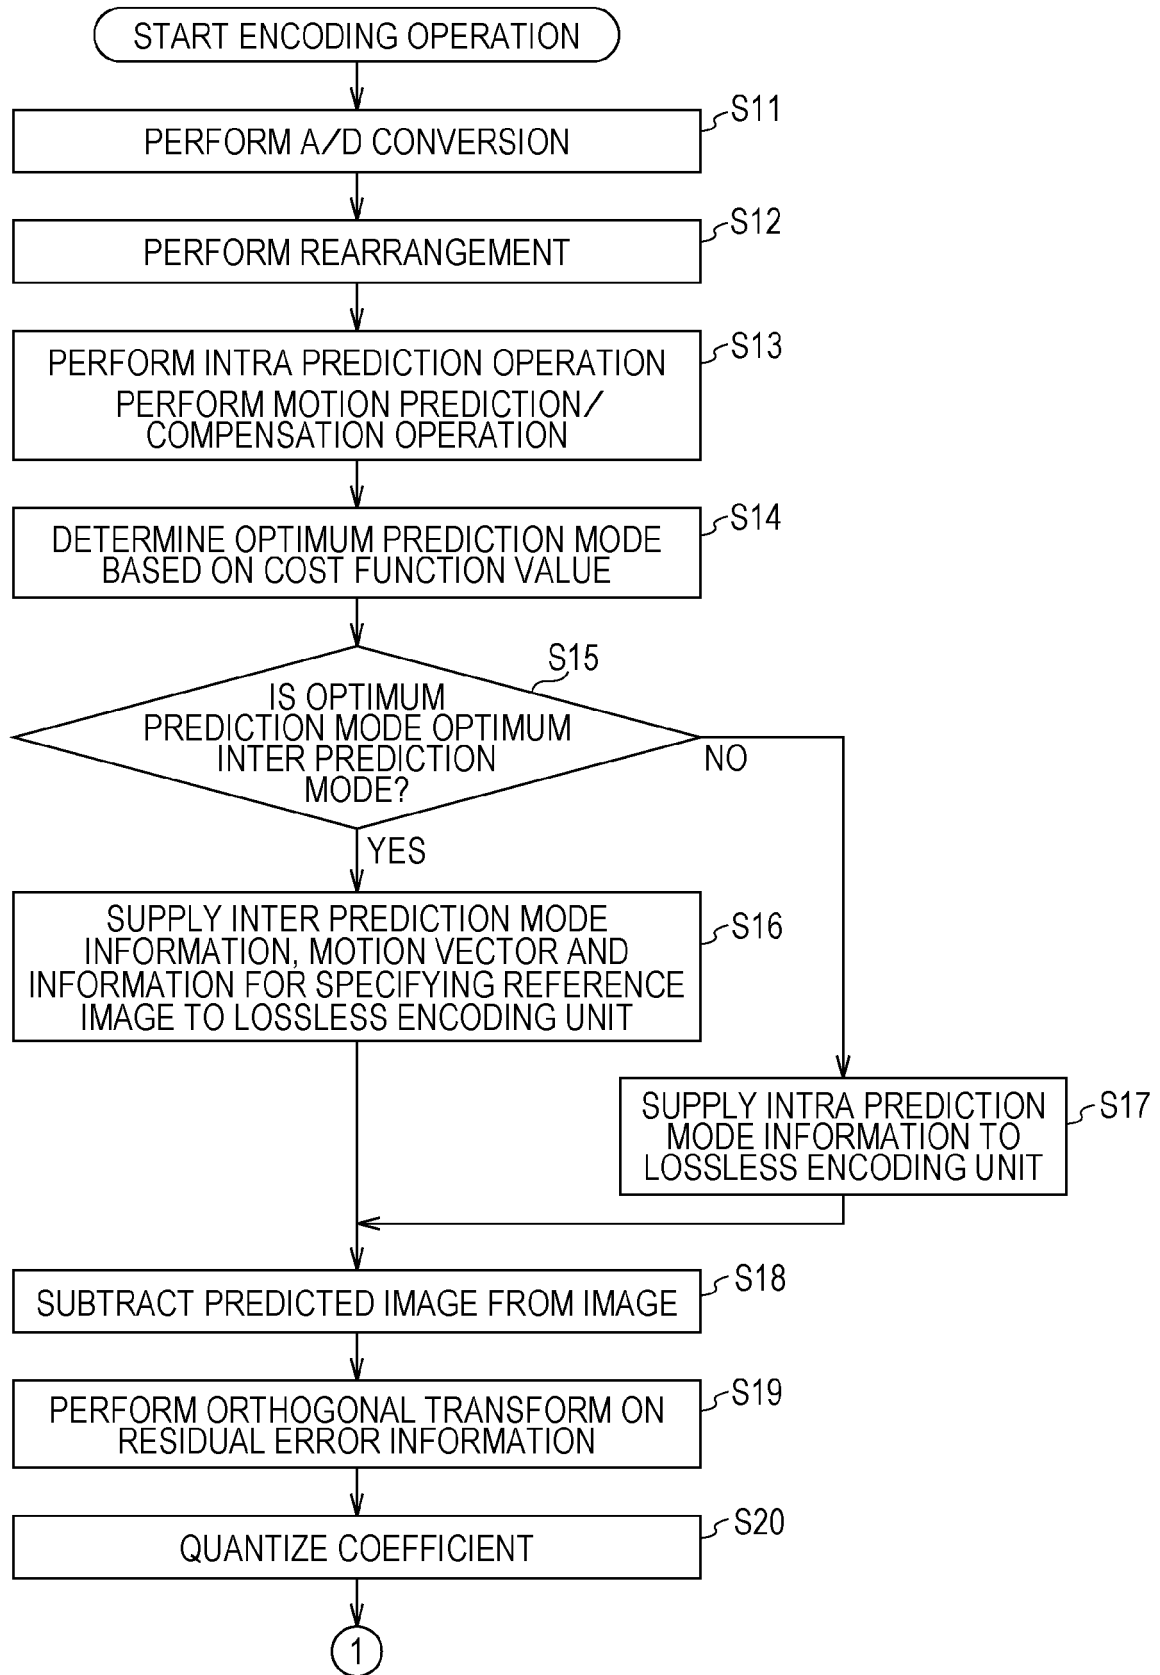 START ENCODING OPERATION
S11
PERFORM A/D CONVERSION
S12
PERFORM REARRANGEMENT
S13
PERFORM INTRA PREDICTION OPERATION
PERFORM MOTION PREDICTION/
COMPENSATION OPERATION
S14
DETERMINE OPTIMUM PREDICTION MODE
BASED ON COST FUNCTION VALUE
S15
IS OPTIMUM
PREDICTION MODE OPTIMUM
INTER PREDICTION
MODE?
NO
YES
S16
SUPPLY INTER PREDICTION MODE
INFORMATION, MOTION VECTOR AND
INFORMATION FOR SPECIFYING REFERENCE
IMAGE TO LOSSLESS ENCODING UNIT
S17
SUPPLY INTRA PREDICTION
MODE INFORMATION TO
LOSSLESS ENCODING UNIT
S18
SUBTRACT PREDICTED IMAGE FROM IMAGE
S19
PERFORM ORTHOGONAL TRANSFORM ON
RESIDUAL ERROR INFORMATION
S20
QUANTIZE COEFFICIENT
1